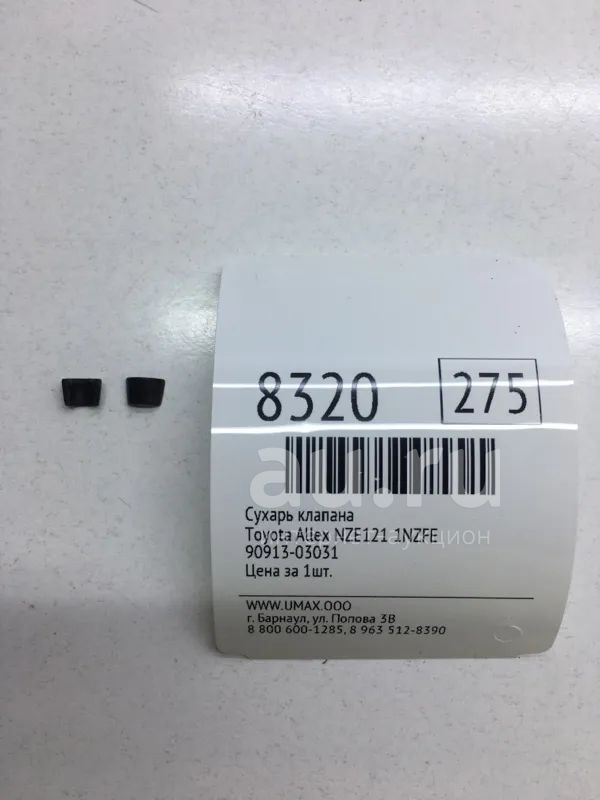 8320 275
au.ru
Сухарь клапана
Toyota Allex NZE121 1NZFE
90913-03031
Цена за 1шт.
WWW.UMAX.OOO
г. Барнаул, ул. Попова 3В
8 800 600-1285, 8 963 512-8390